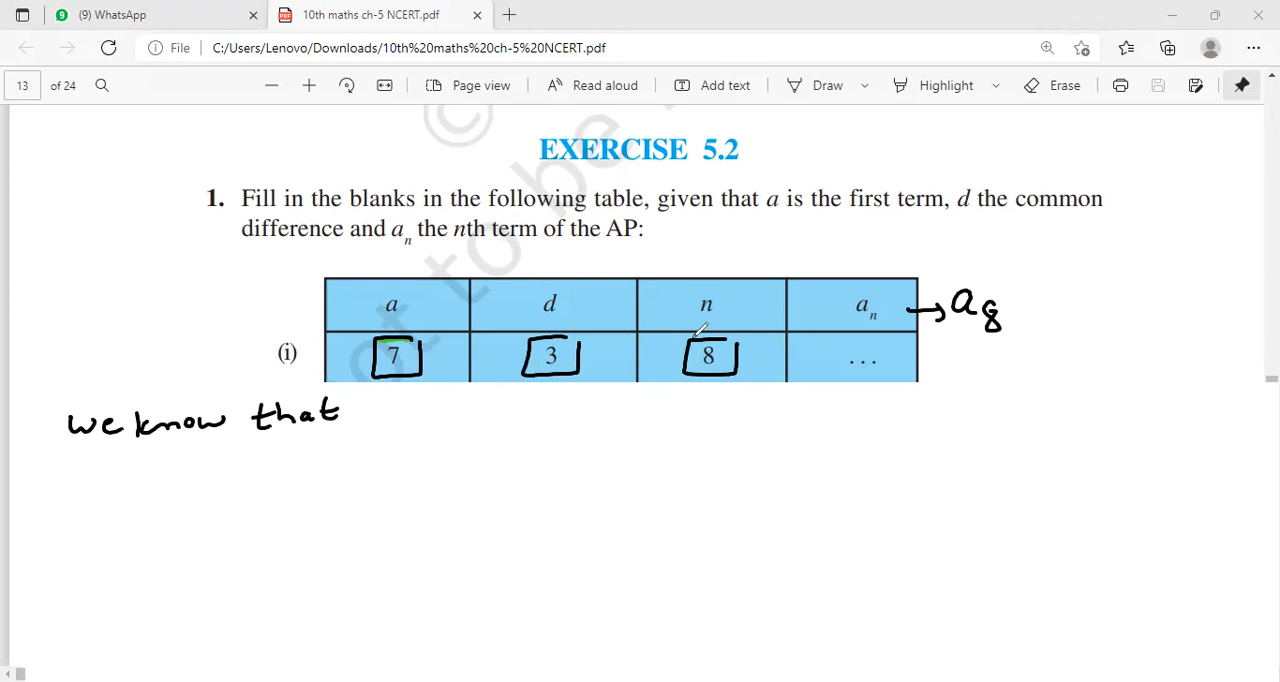 (9) WhatsApp
10th maths ch-5 NCERT.pdf
File C:/Users/Lenovo/Downloads/10th%20maths%20ch-5%20NCERT.pdf
13 of 24 Page view Read aloud Add text Draw Highlight Erase
©
not to be
EXERCISE 5.2
1. Fill in the blanks in the following table, given that a is the first term, d the common
difference and aₙ the nth term of the AP:
a d n aₙ → a₈
(i) 7 3 8 ...
we know that